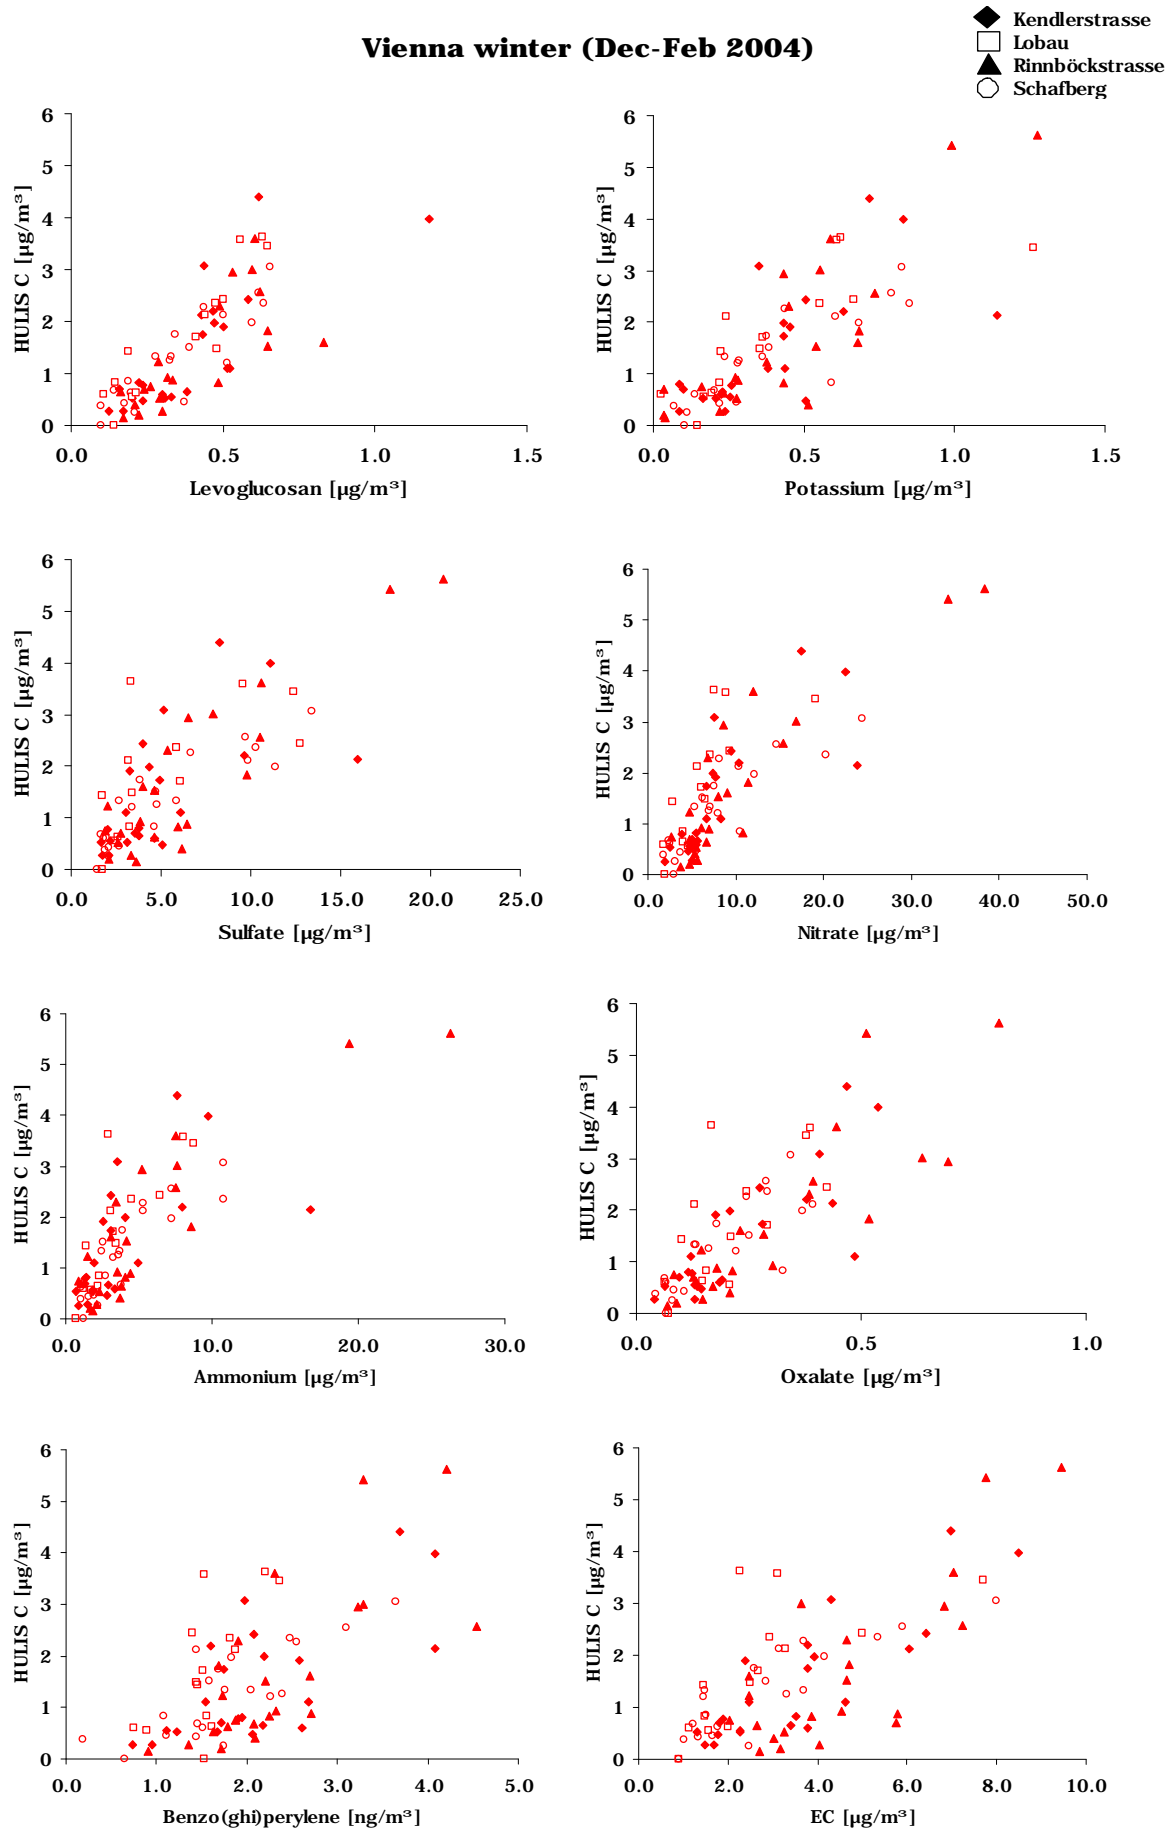 Kendlerstrasse
Vienna winter (Dec-Feb 2004)
Lobau
Rinnböckstrasse
Schafberg
HULIS C [µg/m³]
6
5
4
3
2
1
0
0.0 0.5 1.0 1.5
Levoglucosan [µg/m³]
HULIS C [µg/m³]
6
5
4
3
2
1
0
0.0 0.5 1.0 1.5
Potassium [µg/m³]
HULIS C [µg/m³]
6
5
4
3
2
1
0
0.0 5.0 10.0 15.0 20.0 25.0
Sulfate [µg/m³]
HULIS C [µg/m³]
6
5
4
3
2
1
0
0.0 10.0 20.0 30.0 40.0 50.0
Nitrate [µg/m³]
HULIS C [µg/m³]
6
5
4
3
2
1
0
0.0 10.0 20.0 30.0
Ammonium [µg/m³]
HULIS C [µg/m³]
6
5
4
3
2
1
0
0.0 0.5 1.0
Oxalate [µg/m³]
HULIS C [µg/m³]
6
5
4
3
2
1
0
0.0 1.0 2.0 3.0 4.0 5.0
Benzo(ghi)perylene [ng/m³]
HULIS C [µg/m³]
6
5
4
3
2
1
0
0.0 2.0 4.0 6.0 8.0 10.0
EC [µg/m³]